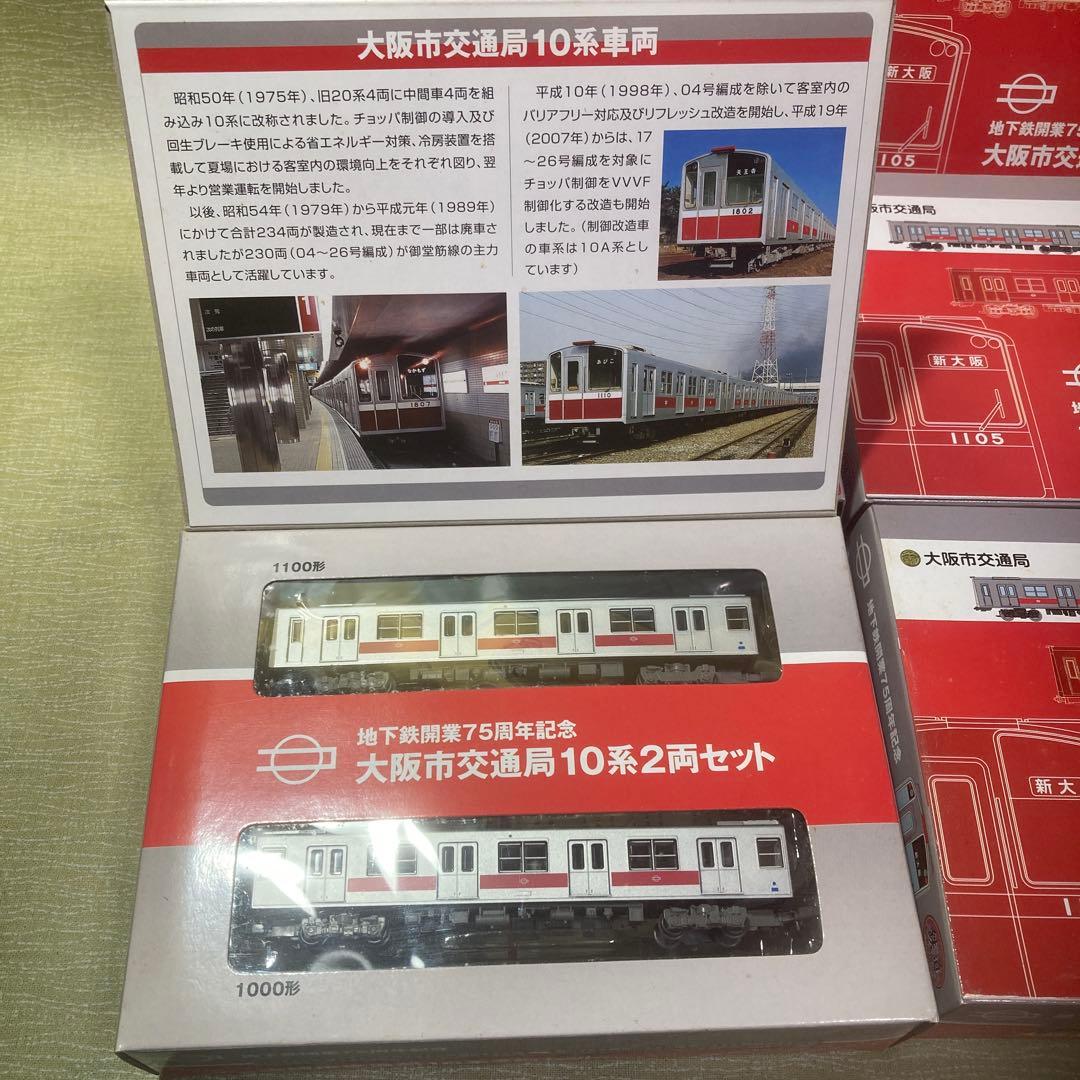 大阪市交通局10系車両
昭和50年(1975年)、旧20系4両に中間車4両を組
み込み10系に改称されました。チョッパ制御の導入及び
回生ブレーキ使用による省エネルギー対策、冷房装置を搭
載して夏場における客室内の環境向上をそれぞれ図り、翌
年より営業運転を開始しました。
以後、昭和54年(1979年)から平成元年(1989年)
にかけて合計234両が製造され、現在まで一部は廃車さ
れましたが230両(04〜26号編成)が御堂筋線の主力
車両として活躍しています。
平成10年(1998年)、04号編成を除いて客室内の
バリアフリー対応及びリフレッシュ改造を開始し、平成19年
(2007年)からは、17
〜26号編成を対象に
チョッパ制御をVVVF
制御化する改造も開始
しました。(制御改造車
の車系は10A系とし
ています)
天王寺
1802
なかもず
1807
あびこ
1110
1100形
地下鉄開業75周年記念
大阪市交通局10系2両セット
1000形
新大阪
1105
地下鉄開業75
大阪市交
阪市交通局
新大阪
1105
大阪市交通局
地下鉄開業75周年記念
新大